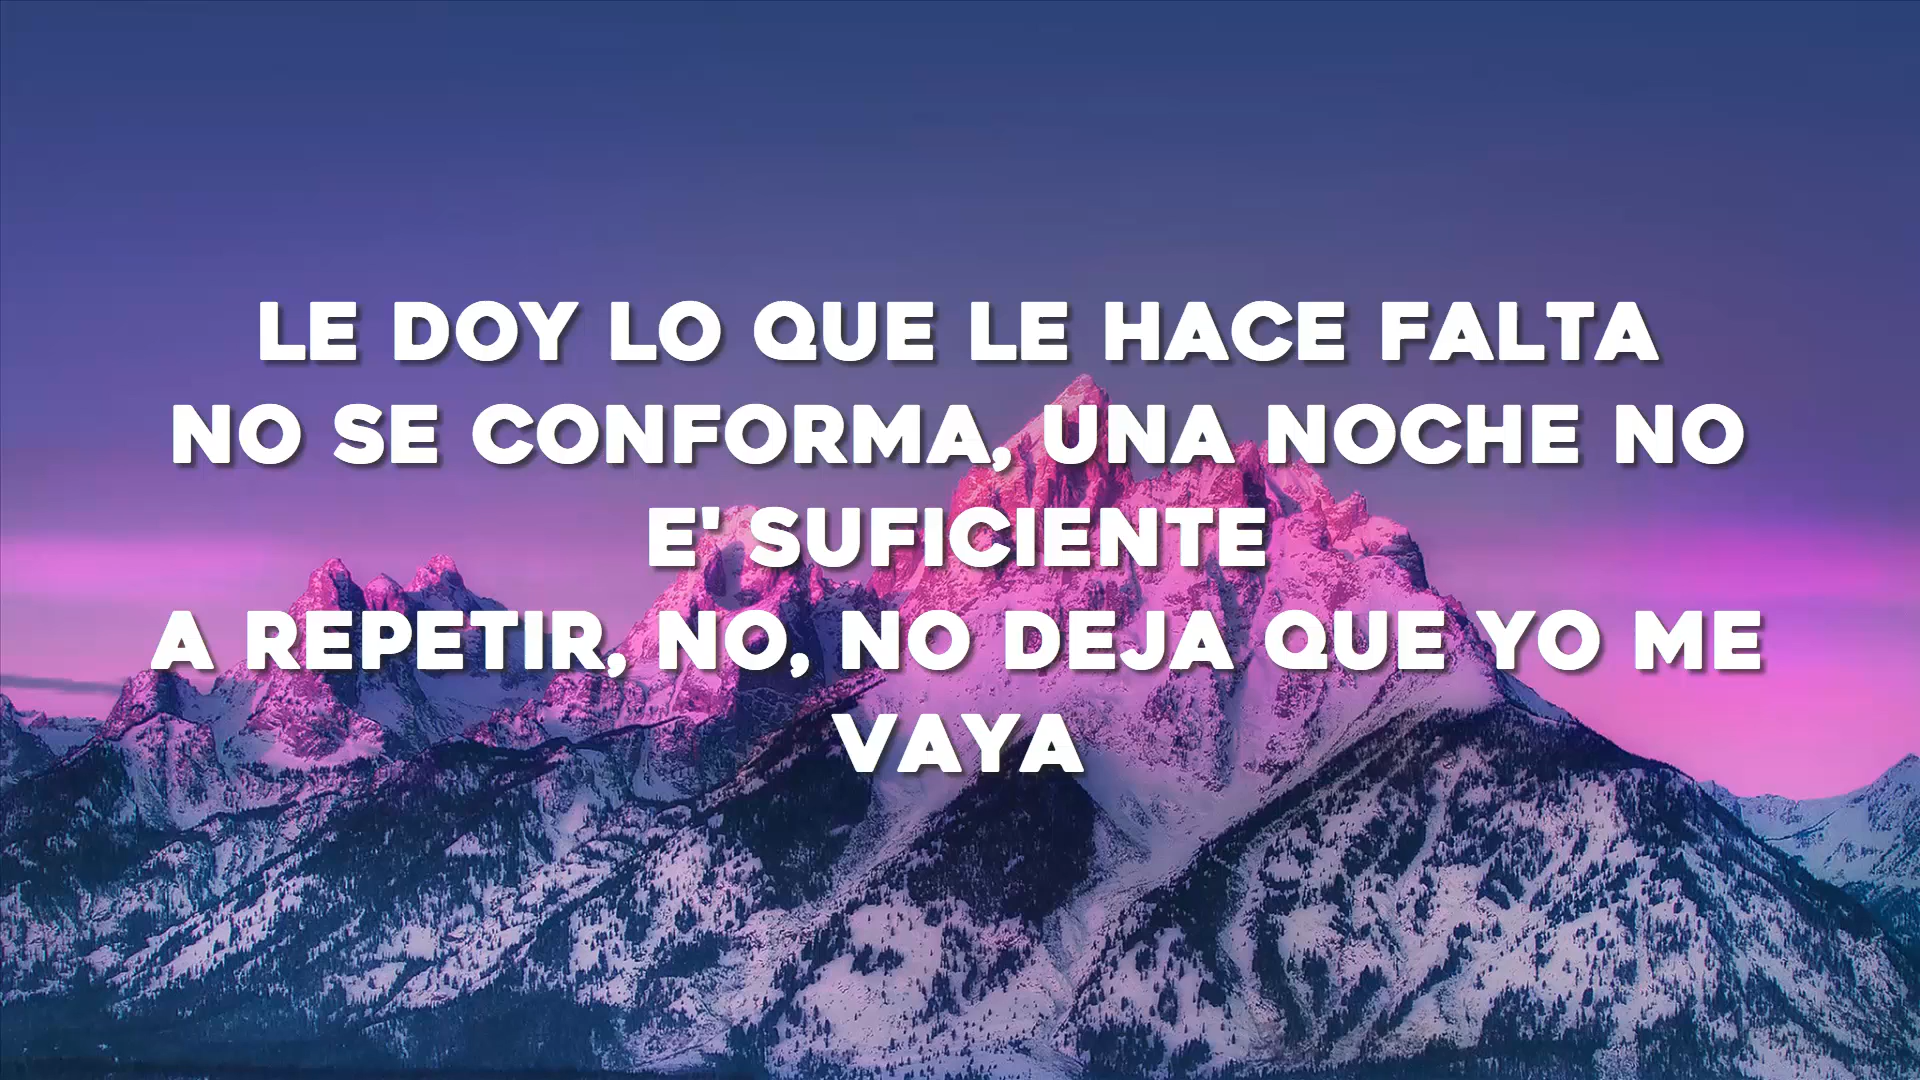 LE DOY LO QUE LE HACE FALTA
NO SE CONFORMA, UNA NOCHE NO
E' SUFICIENTE
A REPETIR, NO, NO DEJA QUE YO ME
VAYA